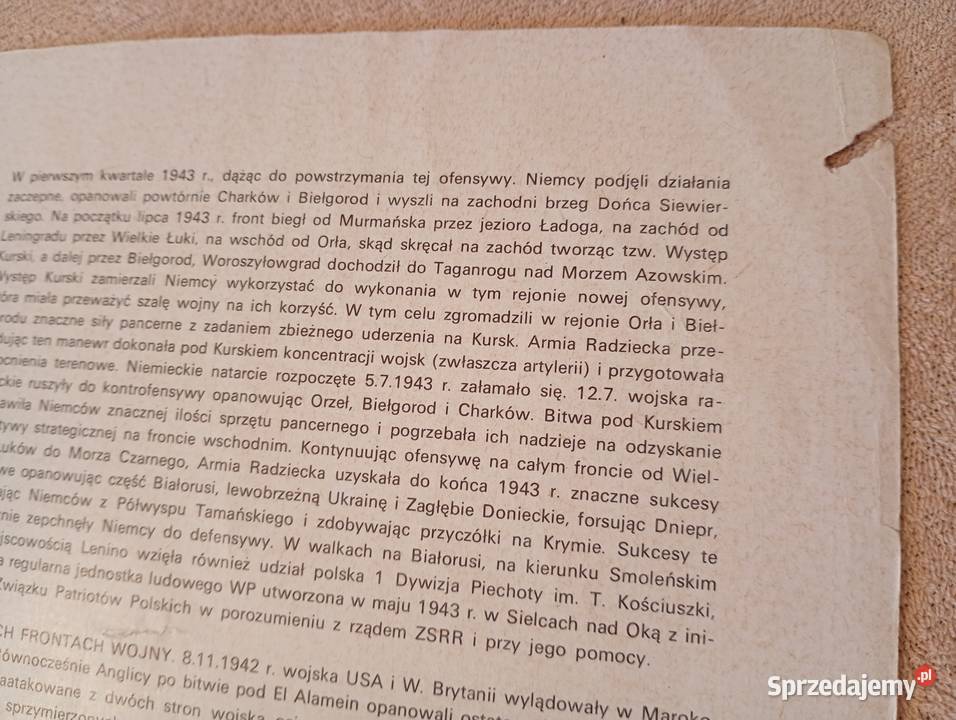 W pierwszym kwartale 1943 r., dążąc do powstrzymania tej ofensywy. Niemcy podjęli działania
zaczepne, opanowali powtórnie Charków i Biełgorod i wyszli na zachodni brzeg Dońca Siewier-
skiego. Na początku lipca 1943 r. front biegł od Murmańska przez jezioro Ładoga, na zachód od
Leningradu przez Wielkie Łuki, na wschód od Orła, skąd skręcał na zachód tworząc tzw. Występ
Kurski, a dalej przez Biełgorod, Woroszyłowgrad dochodził do Taganrogu nad Morzem Azowskim.
Występ Kurski zamierzali Niemcy wykorzystać do wykonania w tym rejonie nowej ofensywy,
óra miała przeważyć szalę wojny na ich korzyść. W tym celu zgromadzili w rejonie Orła i Bieł-
rodu znaczne siły pancerne z zadaniem zbieżnego uderzenia na Kursk. Armia Radziecka prze-
dując ten manewr dokonała pod Kurskiem koncentracji wojsk (zwłaszcza artylerii) i przygotowała
ocnienia terenowe. Niemieckie natarcie rozpoczęte 5.7.1943 r. załamało się. 12.7. wojska ra-
ckie ruszyły do kontrofensywy opanowując Orzeł, Biełgorod i Charków. Bitwa pod Kurskiem
awiła Niemców znacznej ilości sprzętu pancernego i pogrzebała ich nadzieje na odzyskanie
tywy strategicznej na froncie wschodnim. Kontynuując ofensywę na całym froncie od Wiel-
Łuków do Morza Czarnego, Armia Radziecka uzyskała do końca 1943 r. znaczne sukcesy
we opanowując część Białorusi, lewobrzeżną Ukrainę i Zagłębie Donieckie, forsując Dniepr,
ając Niemców z Półwyspu Tamańskiego i zdobywając przyczółki na Krymie. Sukcesy te
nie zepchnęły Niemcy do defensywy. W walkach na Białorusi, na kierunku Smoleńskim
jscowością Lenino wzięła również udział polska 1 Dywizja Piechoty im. T. Kościuszki,
a regularna jednostka ludowego WP utworzona w maju 1943 r. w Sielcach nad Oką z ini-
Związku Patriotów Polskich w porozumieniu z rządem ZSRR i przy jego pomocy.
CH FRONTACH WOJNY. 8.11.1942 r. wojska USA i W. Brytanii wylądowały w Maroko
ównocześnie Anglicy po bitwie pod El Alamein opanowali
aatakowane z dwóch stron wojska
Sprzedajemy.pl